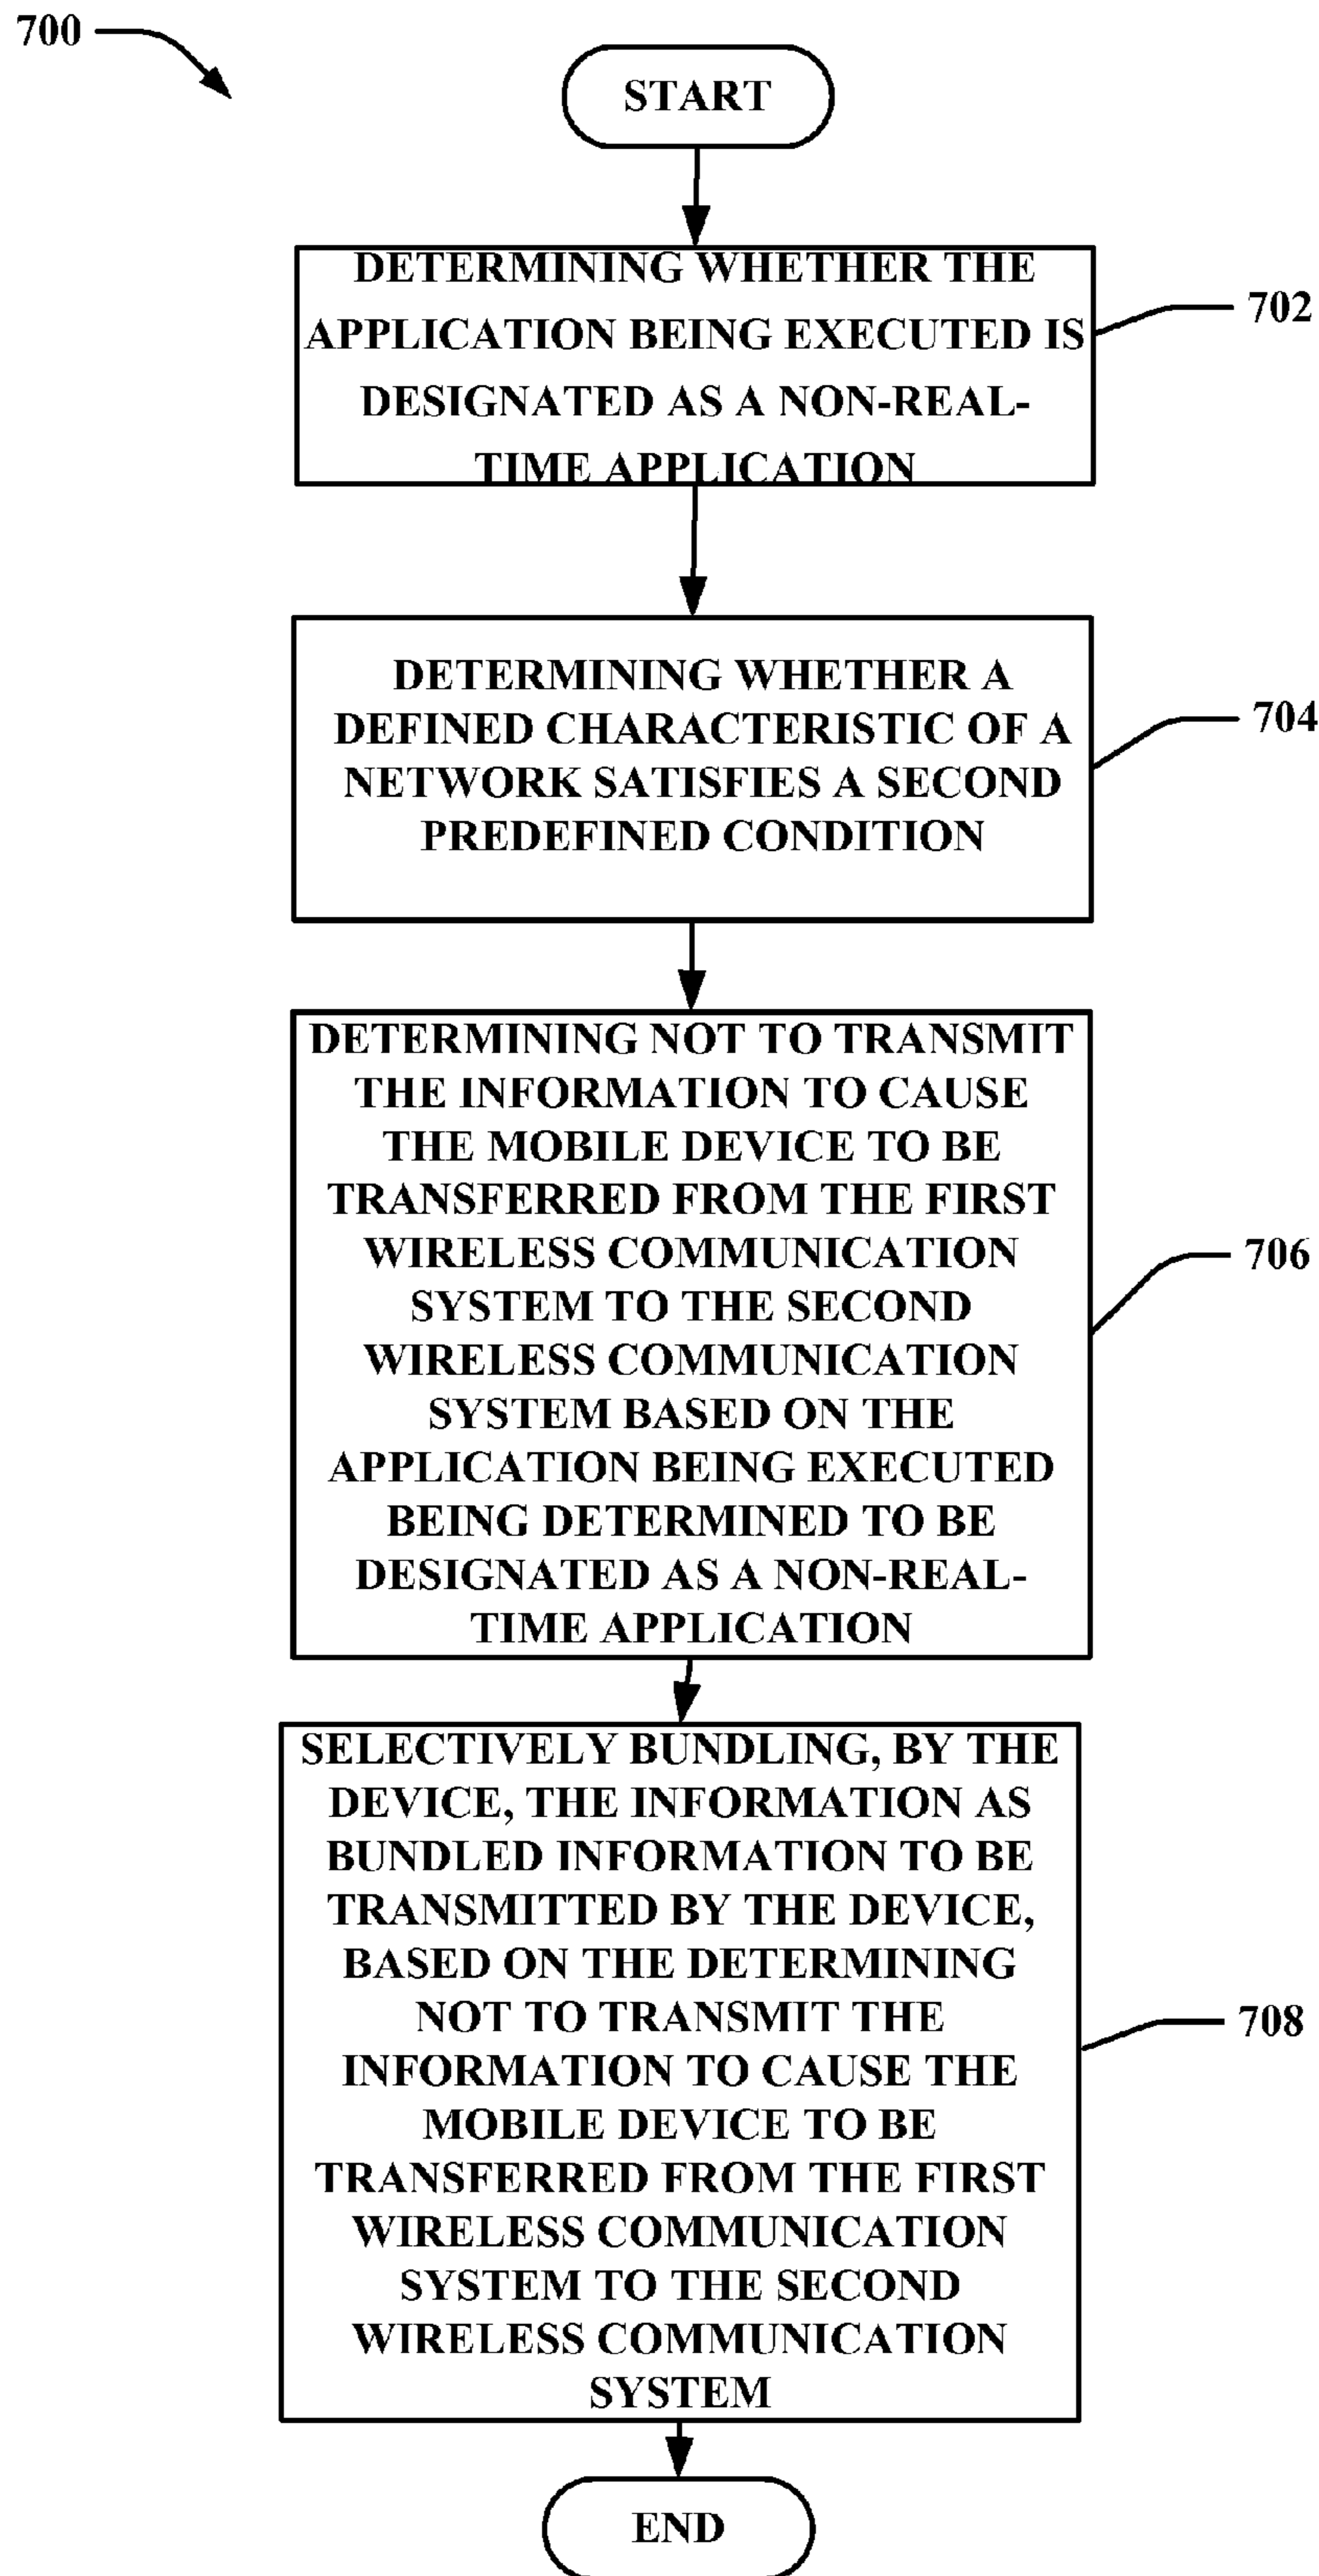 700
START
DETERMINING WHETHER THE
APPLICATION BEING EXECUTED IS
DESIGNATED AS A NON-REAL-
TIME APPLICATION
702
DETERMINING WHETHER A
DEFINED CHARACTERISTIC OF A
NETWORK SATISFIES A SECOND
PREDEFINED CONDITION
704
DETERMINING NOT TO TRANSMIT
THE INFORMATION TO CAUSE
THE MOBILE DEVICE TO BE
TRANSFERRED FROM THE FIRST
WIRELESS COMMUNICATION
SYSTEM TO THE SECOND
WIRELESS COMMUNICATION
SYSTEM BASED ON THE
APPLICATION BEING EXECUTED
BEING DETERMINED TO BE
DESIGNATED AS A NON-REAL-
TIME APPLICATION
706
SELECTIVELY BUNDLING, BY THE
DEVICE, THE INFORMATION AS
BUNDLED INFORMATION TO BE
TRANSMITTED BY THE DEVICE,
BASED ON THE DETERMINING
NOT TO TRANSMIT THE
INFORMATION TO CAUSE THE
MOBILE DEVICE TO BE
TRANSFERRED FROM THE FIRST
WIRELESS COMMUNICATION
SYSTEM TO THE SECOND
WIRELESS COMMUNICATION
SYSTEM
708
END